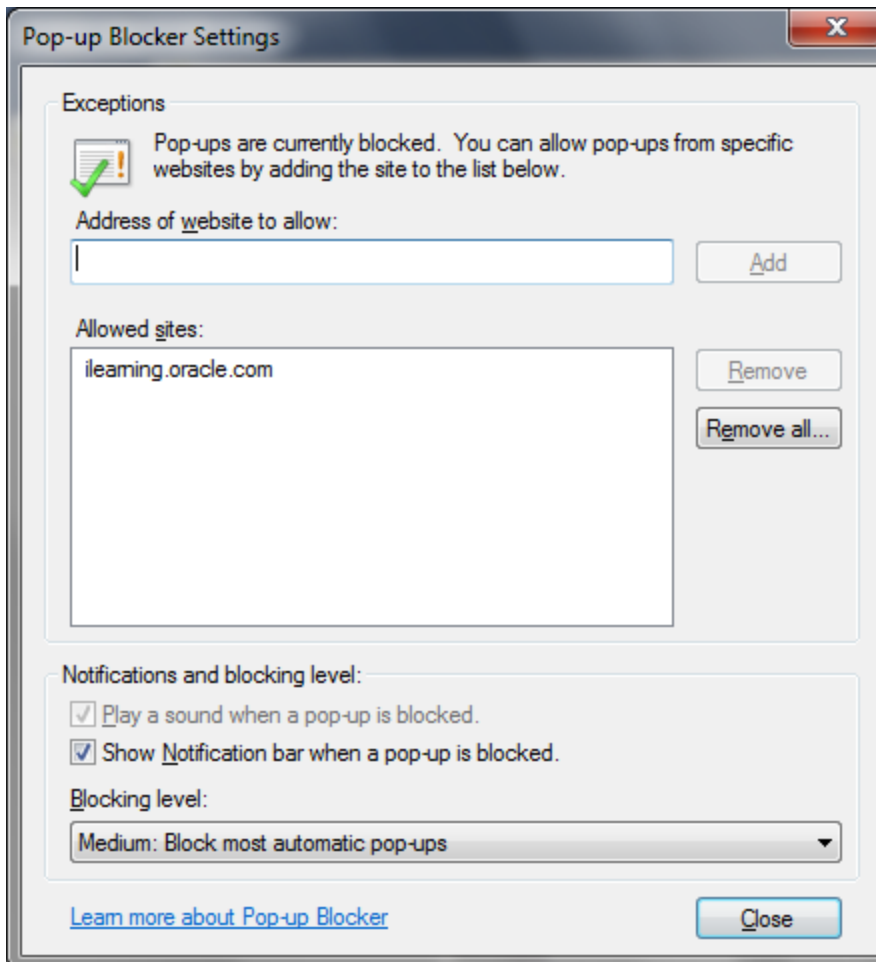 Pop-up Blocker Settings
Exceptions
Pop-ups are currently blocked.  You can allow pop-ups from specific
websites by adding the site to the list below.
Address of website to allow:
Add
Allowed sites:
ilearning.oracle.com
Remove
Remove all...
Notifications and blocking level:
Play a sound when a pop-up is blocked.
Show Notification bar when a pop-up is blocked.
Blocking level:
Medium: Block most automatic pop-ups
Learn more about Pop-up Blocker
Close